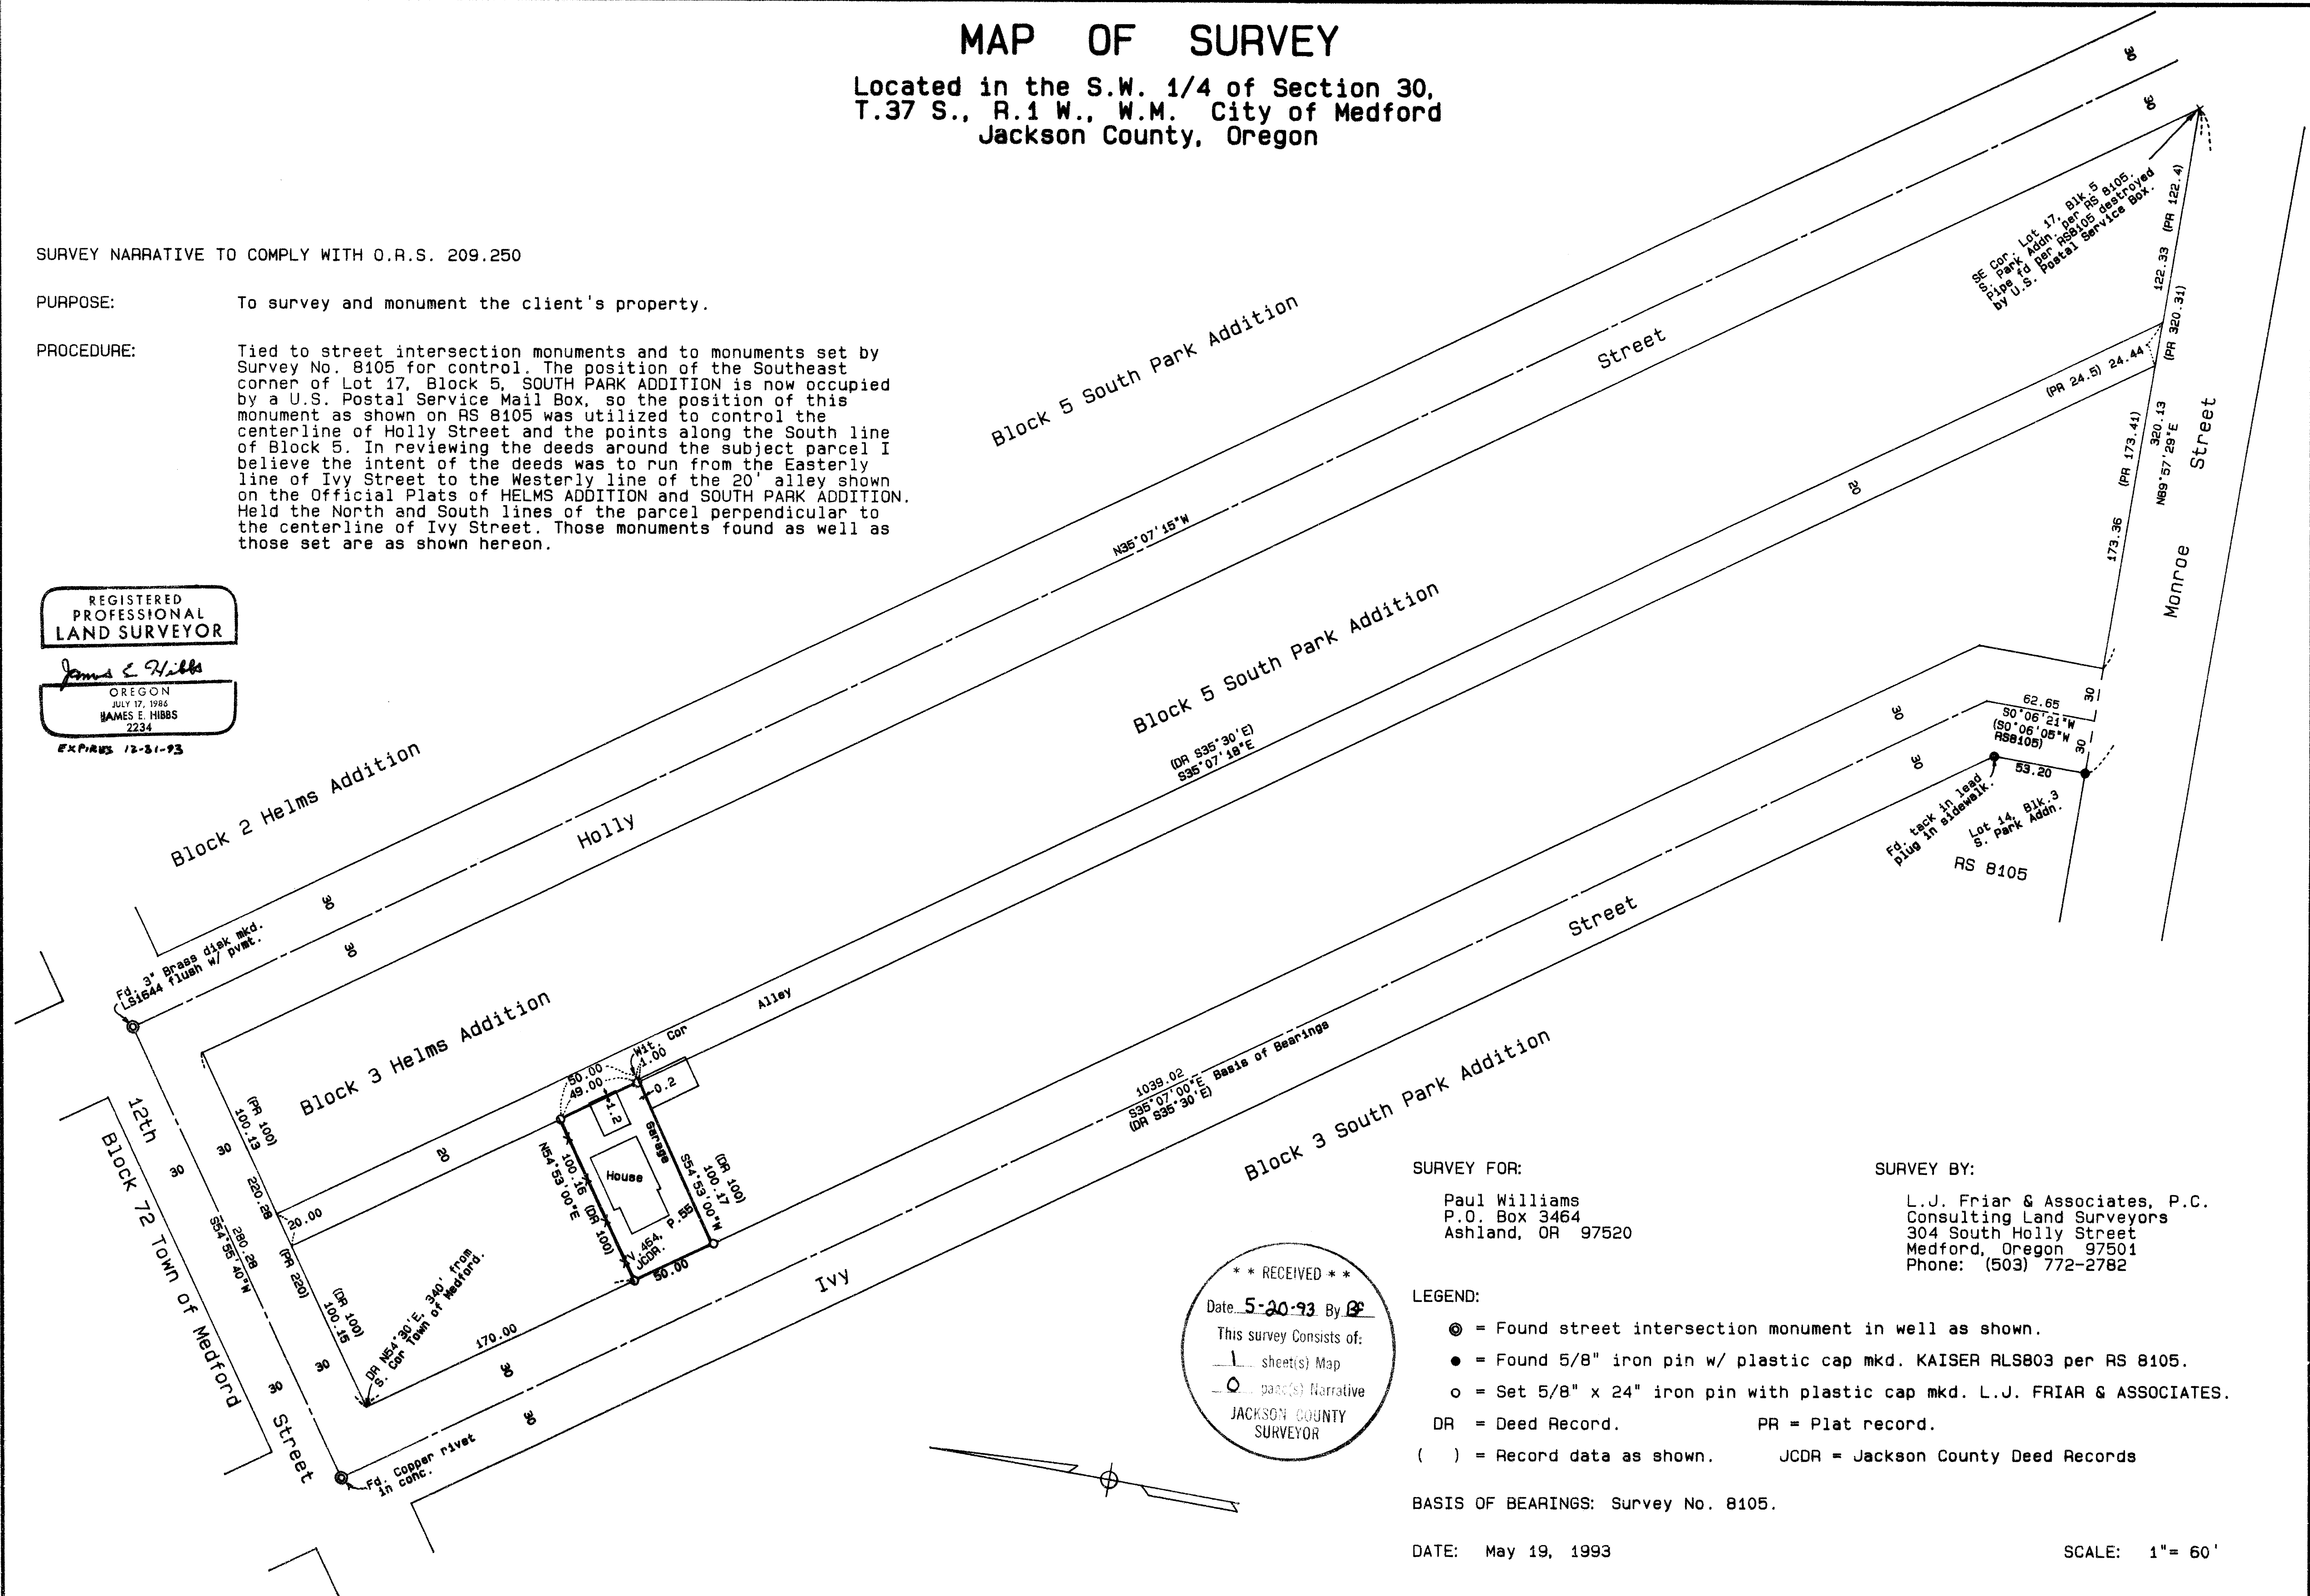 MAP OF SURVEY
Located in the S.W. 1/4 of Section 30,
T.37 S., R.1 W., W.M. City of Medford
Jackson County, Oregon
SURVEY NARRATIVE TO COMPLY WITH O.R.S. 209.250
PURPOSE: To survey and monument the client's property.
PROCEDURE: Tied to street intersection monuments and to monuments set by
Survey No. 8105 for control. The position of the Southeast
corner of Lot 17, Block 5, SOUTH PARK ADDITION is now occupied
by a U.S. Postal Service Mail Box, so the position of this
monument as shown on RS 8105 was utilized to control the
centerline of Holly Street and the points along the South line
of Block 5. In reviewing the deeds around the subject parcel I
believe the intent of the deeds was to run from the Easterly
line of Ivy Street to the Westerly line of the 20' alley shown
on the Official Plats of HELMS ADDITION and SOUTH PARK ADDITION.
Held the North and South lines of the parcel perpendicular to
the centerline of Ivy Street. Those monuments found as well as
those set are as shown hereon.
REGISTERED
PROFESSIONAL
LAND SURVEYOR
James E. Hibbs
OREGON
JULY 17, 1986
JAMES E. HIBBS
2234
EXPIRES 12-31-93
30
30
SE Cor. Lot 17, Blk.5
S. Park Addn. per RS 8105.
Pipe fd per RS8105 destroyed
by U.S. Postal Service Box.
122.33 (PR 122.4)
(PR 320.31)
320.13
N89°57'29"E
(PR 24.5) 24.44
173.36 (PR 173.41)
Monroe Street
Block 5 South Park Addition
Holly Street
N35°07'15"W
20
Block 5 South Park Addition
(DR S35°30'E)
S35°07'18"E
Block 2 Helms Addition
30
30
Fd. 3" Brass disk mkd.
LS1644 flush w/ pvmt.
30
30
62.65
S0°06'21"W
(S0°06'05"W
RS8105)
30
30
53.20
Fd. tack in lead
plug in sidewalk.
Lot 14, Blk.3
S. Park Addn.
RS 8105
Block 3 Helms Addition
Alley
20
Wit. Cor
1.00
50.00
49.00
0.2
1.2
Garage
House
N54°53'00"E
100.16 (DR 100)
S54°53'00"W
100.17
(DR 100)
V.454, P.55
JCDR.
50.00
170.00
Ivy Street
1039.02
S35°07'00"E Basis of Bearings
(DR S35°30'E)
Block 3 South Park Addition
12th Street
Block 72 Town of Medford
30
30
(PR 100)
100.13
220.28
(PR 220)
20.00
(DR 100)
100.15
280.28
S54°55'40"W
30
30
DR N54°30'E, 340' from
S. Cor Town of Medford.
30
30
Fd. Copper rivet
in conc.
* * RECEIVED * *
Date 5-20-93 By BF
This survey Consists of:
1 sheet(s) Map
0 page(s) Narrative
JACKSON COUNTY
SURVEYOR
SURVEY FOR:
Paul Williams
P.O. Box 3464
Ashland, OR 97520
SURVEY BY:
L.J. Friar & Associates, P.C.
Consulting Land Surveyors
304 South Holly Street
Medford, Oregon 97501
Phone: (503) 772-2782
LEGEND:
= Found street intersection monument in well as shown.
= Found 5/8" iron pin w/ plastic cap mkd. KAISER RLS803 per RS 8105.
= Set 5/8" x 24" iron pin with plastic cap mkd. L.J. FRIAR & ASSOCIATES.
DR = Deed Record. PR = Plat record.
( ) = Record data as shown. JCDR = Jackson County Deed Records
BASIS OF BEARINGS: Survey No. 8105.
DATE: May 19, 1993
SCALE: 1"= 60'